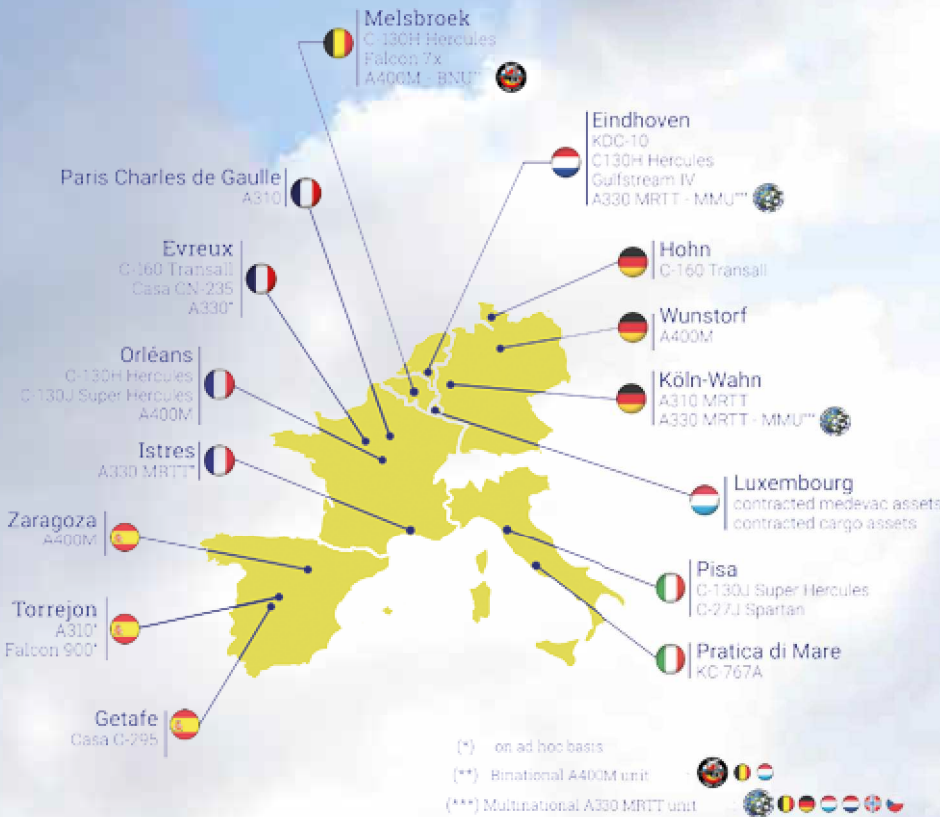 Melsbroek
C-130H Hercules
Falcon 7x
A400M - BNU**
Eindhoven
KDC-10
C130H Hercules
Gulfstream IV
A330 MRTT - MMU***
Paris Charles de Gaulle
A310
Evreux
C-160 Transall
Casa CN-235
A330*
Hohn
C-160 Transall
Wunstorf
A400M
Orléans
C-130H Hercules
C-130J Super Hercules
A400M
Köln-Wahn
A310 MRTT
A330 MRTT - MMU***
Istres
A330 MRTT*
Luxembourg
contracted medevac assets
contracted cargo assets
Zaragoza
A400M
Pisa
C-130J Super Hercules
C-27J Spartan
Torrejon
A310*
Falcon 900*
Pratica di Mare
KC-767A
Getafe
Casa C-295
(*) on ad hoc basis
(**) Binational A400M unit
(***) Multinational A330 MRTT unit